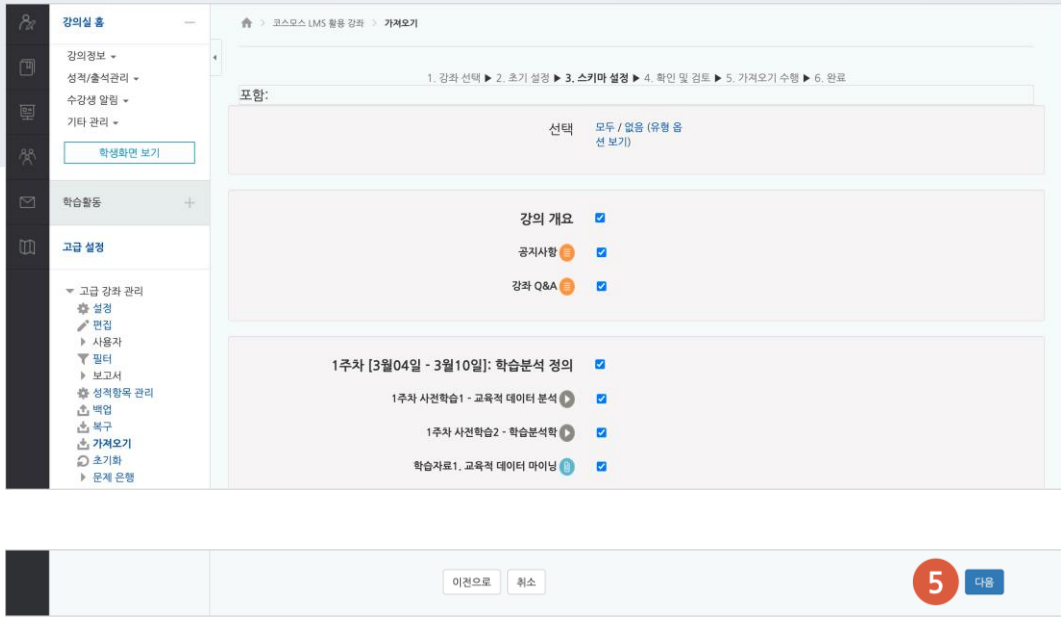 강의실 홈
코스모스 LMS 활용 강좌 > 가져오기
강의정보
성적/출석관리
수강생 알림
기타 관리
학생화면 보기
학습활동
고급 설정
고급 강좌 관리
설정
편집
사용자
필터
보고서
성적항목 관리
백업
복구
가져오기
초기화
문제 은행
1. 강좌 선택 ▶ 2. 초기 설정 ▶ 3. 스키마 설정 ▶ 4. 확인 및 검토 ▶ 5. 가져오기 수행 ▶ 6. 완료
포함:
선택 모두 / 없음 (유형 옵
션 보기)
강의 개요
공지사항
강좌 Q&A
1주차 [3월04일 - 3월10일]: 학습분석 정의
1주차 사전학습1 - 교육적 데이터 분석
1주차 사전학습2 - 학습분석학
학습자료1. 교육적 데이터 마이닝
이전으로 취소 5 다음